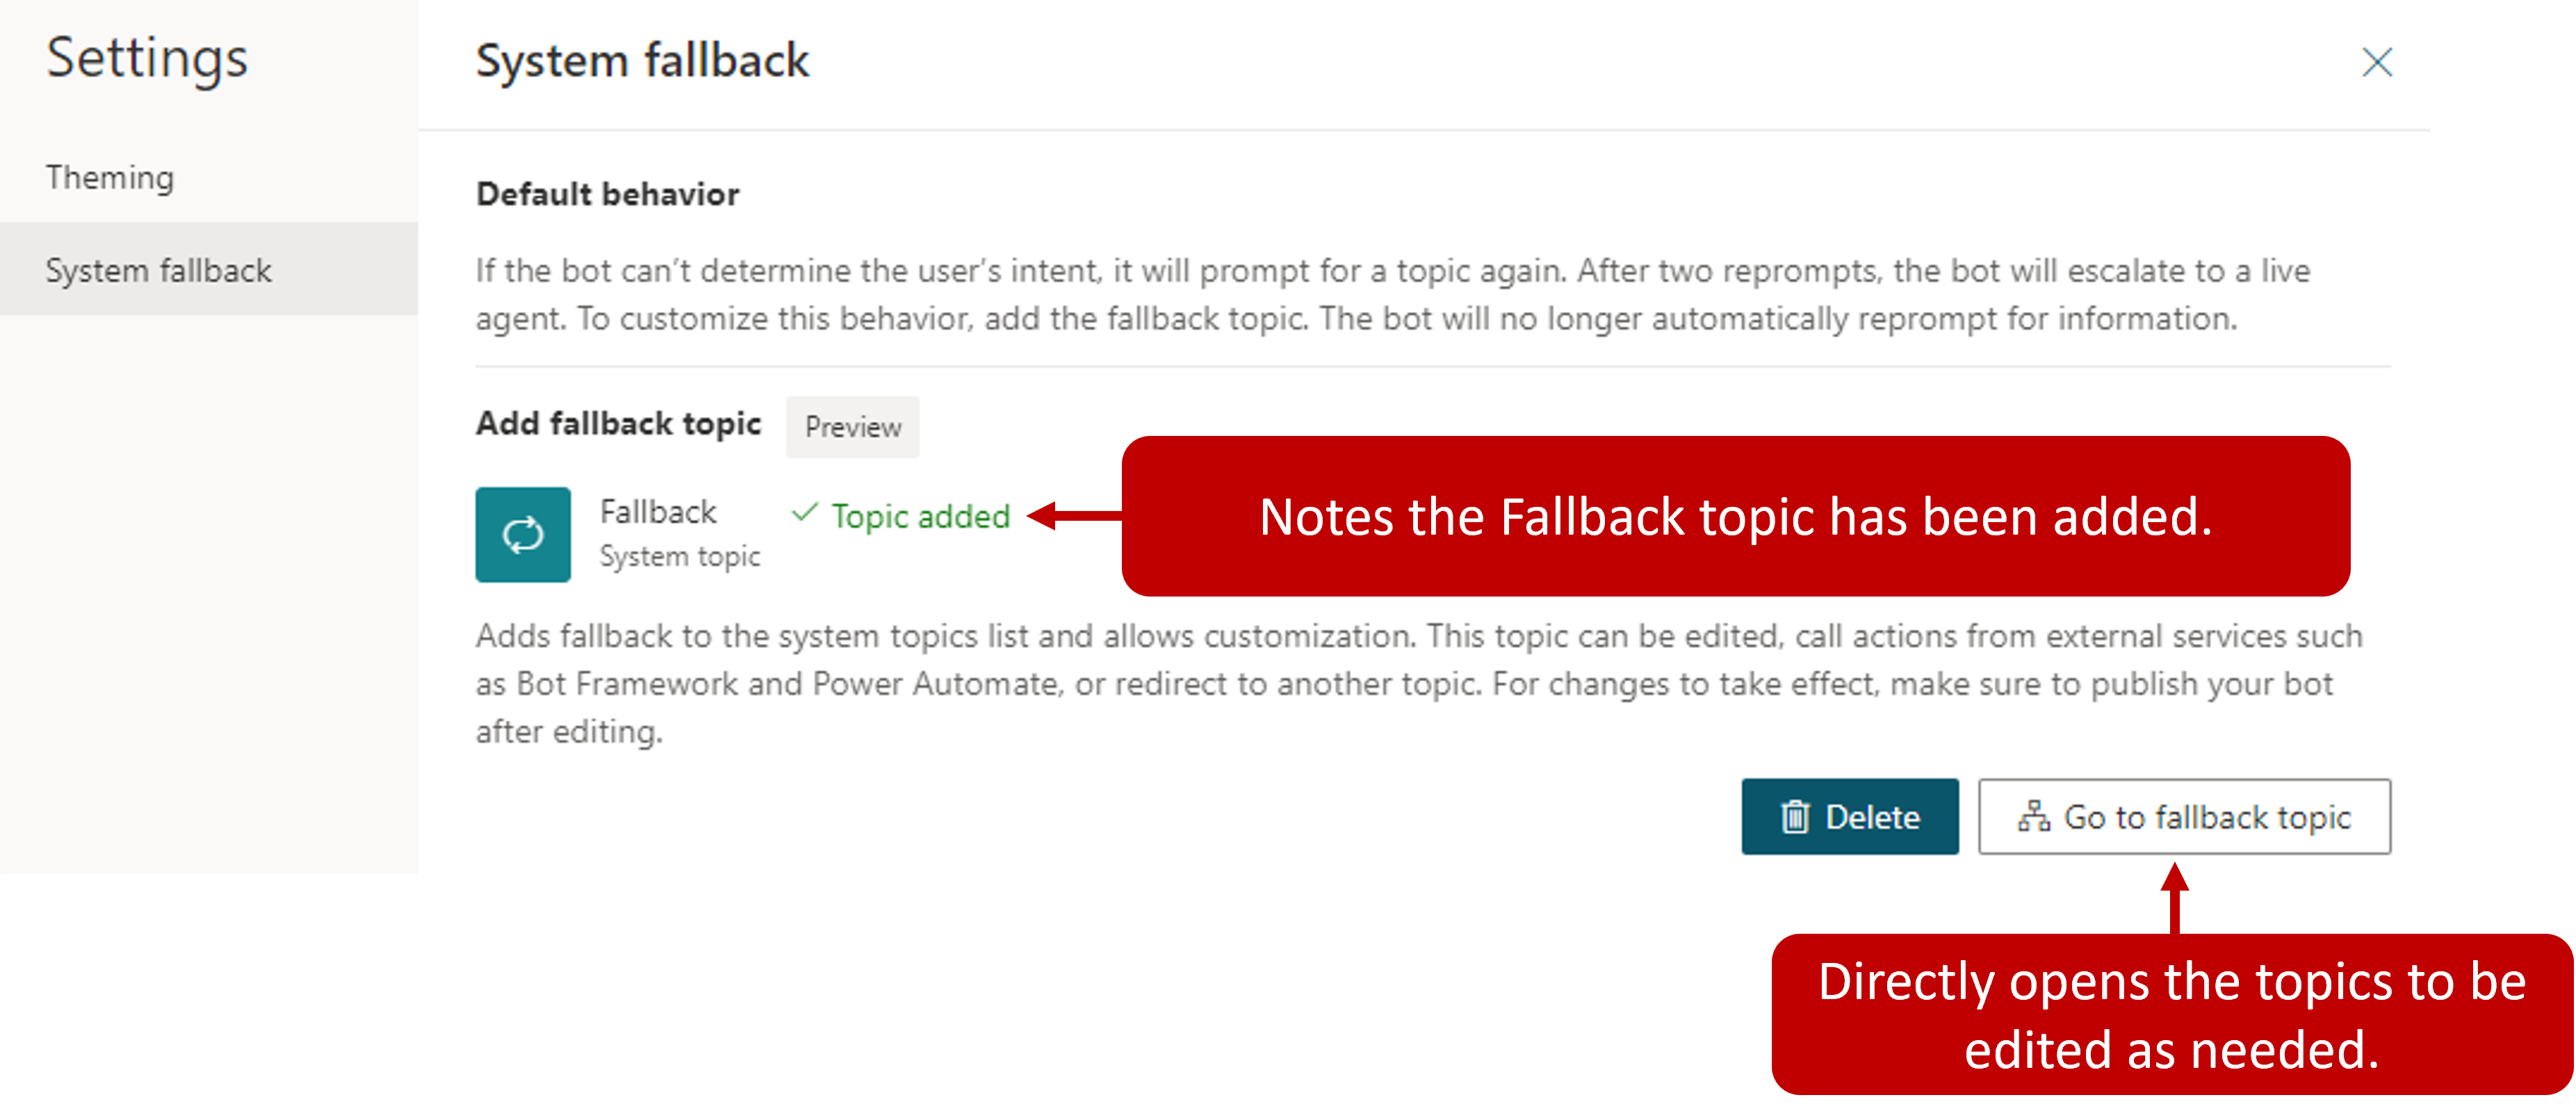 Settings
Theming
System fallback
System fallback
Default behavior
If the bot can't determine the user's intent, it will prompt for a topic again. After two reprompts, the bot will escalate to a live
agent. To customize this behavior, add the fallback topic. The bot will no longer automatically reprompt for information.
Add fallback topic Preview
Fallback
System topic
Topic added
Notes the Fallback topic has been added.
Adds fallback to the system topics list and allows customization. This topic can be edited, call actions from external services such
as Bot Framework and Power Automate, or redirect to another topic. For changes to take effect, make sure to publish your bot
after editing.
Delete
Go to fallback topic
Directly opens the topics to be
edited as needed.